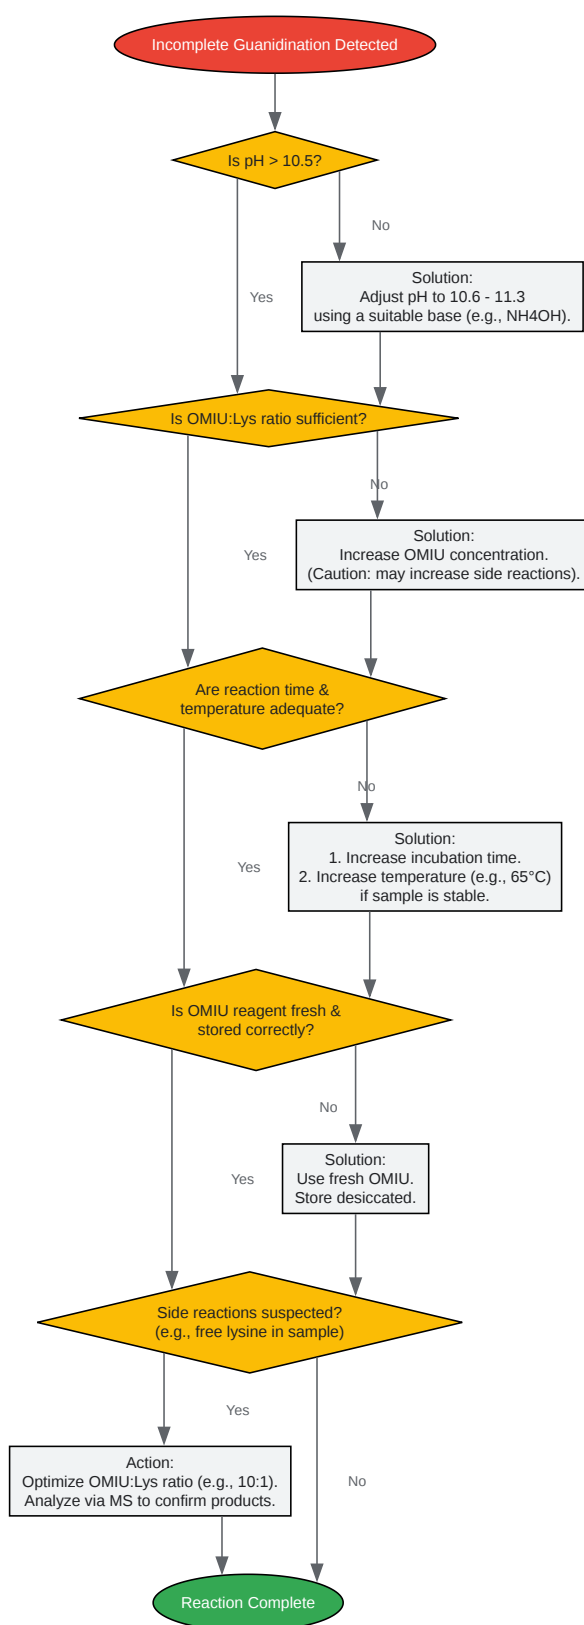 Incomplete Guanidination Detected
Is pH > 10.5?
No
Solution:
Adjust pH to 10.6 - 11.3
using a suitable base (e.g., NH4OH).
Yes
Is OMIU:Lys ratio sufficient?
No
Solution:
Increase OMIU concentration.
(Caution: may increase side reactions).
Yes
Are reaction time &
temperature adequate?
No
Solution:
1. Increase incubation time.
2. Increase temperature (e.g., 65°C)
if sample is stable.
Yes
Is OMIU reagent fresh &
stored correctly?
No
Solution:
Use fresh OMIU.
Store desiccated.
Yes
Side reactions suspected?
(e.g., free lysine in sample)
Yes
Action:
Optimize OMIU:Lys ratio (e.g., 10:1).
Analyze via MS to confirm products.
No
Reaction Complete